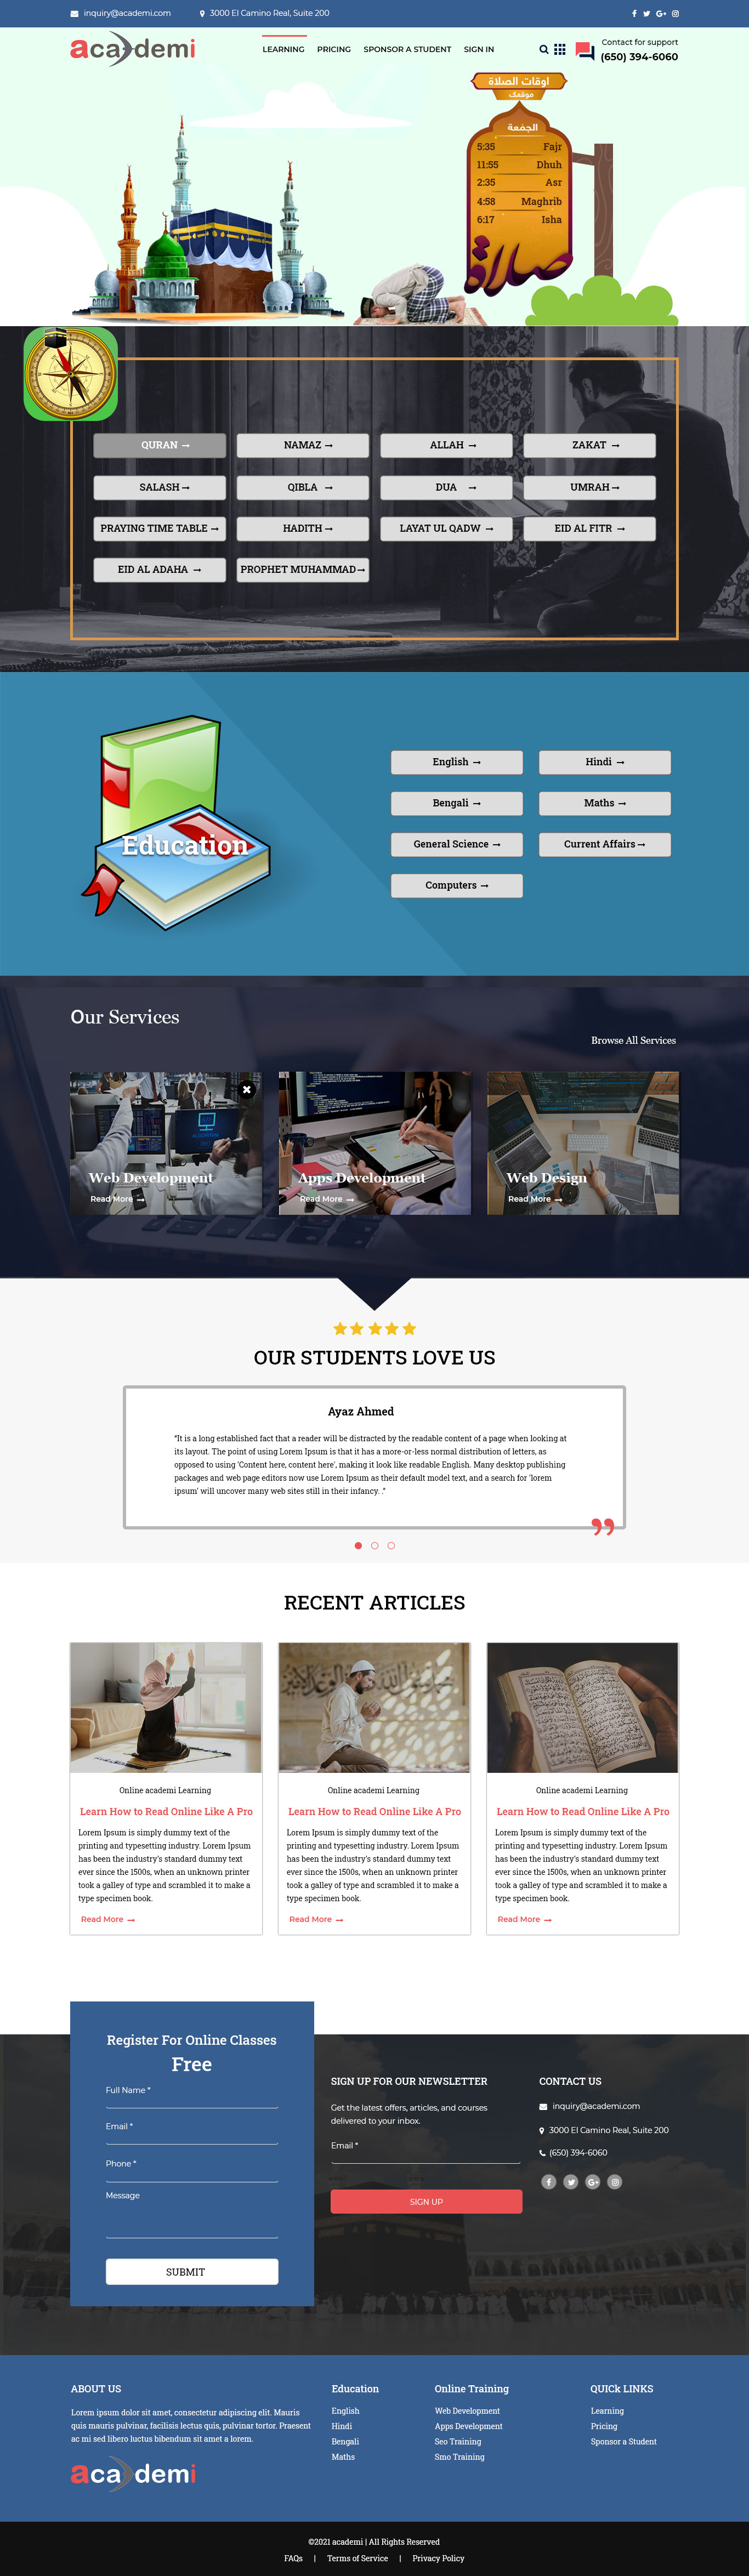 inquiry@academi.com
3000 El Camino Real, Suite 200
academi
LEARNING
PRICING
SPONSOR A STUDENT
SIGN IN
Contact for support
(650) 394-6060
اوقات الصلاة
موقمك
الجمعة
5:35 Fajr
11:55 Dhuh
2:35 Asr
4:58 Maghrib
6:17 Isha
QURAN
NAMAZ
ALLAH
ZAKAT
SALASH
QIBLA
DUA
UMRAH
PRAYING TIME TABLE
HADITH
LAYAT UL QADW
EID AL FITR
EID AL ADAHA
PROPHET MUHAMMAD
Education
English
Hindi
Bengali
Maths
General Science
Current Affairs
Computers
Our Services
Browse All Services
Web Development
Read More
Apps Development
Read More
Web Design
Read More
OUR STUDENTS LOVE US
Ayaz Ahmed
"It is a long established fact that a reader will be distracted by the readable content of a page when looking at
its layout. The point of using Lorem Ipsum is that it has a more-or-less normal distribution of letters, as
opposed to using 'Content here, content here', making it look like readable English. Many desktop publishing
packages and web page editors now use Lorem Ipsum as their default model text, and a search for 'lorem
ipsum' will uncover many web sites still in their infancy. ."
RECENT ARTICLES
Online academi Learning
Learn How to Read Online Like A Pro
Lorem Ipsum is simply dummy text of the
printing and typesetting industry. Lorem Ipsum
has been the industry's standard dummy text
ever since the 1500s, when an unknown printer
took a galley of type and scrambled it to make a
type specimen book.
Read More
Online academi Learning
Learn How to Read Online Like A Pro
Lorem Ipsum is simply dummy text of the
printing and typesetting industry. Lorem Ipsum
has been the industry's standard dummy text
ever since the 1500s, when an unknown printer
took a galley of type and scrambled it to make a
type specimen book.
Read More
Online academi Learning
Learn How to Read Online Like A Pro
Lorem Ipsum is simply dummy text of the
printing and typesetting industry. Lorem Ipsum
has been the industry's standard dummy text
ever since the 1500s, when an unknown printer
took a galley of type and scrambled it to make a
type specimen book.
Read More
Register For Online Classes
Free
Full Name *
Email *
Phone *
Message
SUBMIT
SIGN UP FOR OUR NEWSLETTER
Get the latest offers, articles, and courses
delivered to your inbox.
Email *
SIGN UP
CONTACT US
inquiry@academi.com
3000 El Camino Real, Suite 200
(650) 394-6060
ABOUT US
Lorem ipsum dolor sit amet, consectetur adipiscing elit. Mauris
quis mauris pulvinar, facilisis lectus quis, pulvinar tortor. Praesent
ac mi sed libero luctus bibendum sit amet a lorem.
academi
Education
English
Hindi
Bengali
Maths
Online Training
Web Development
Apps Development
Seo Training
Smo Training
QUICk LINKS
Learning
Pricing
Sponsor a Student
©2021 academi | All Rights Reserved
FAQs | Terms of Service | Privacy Policy